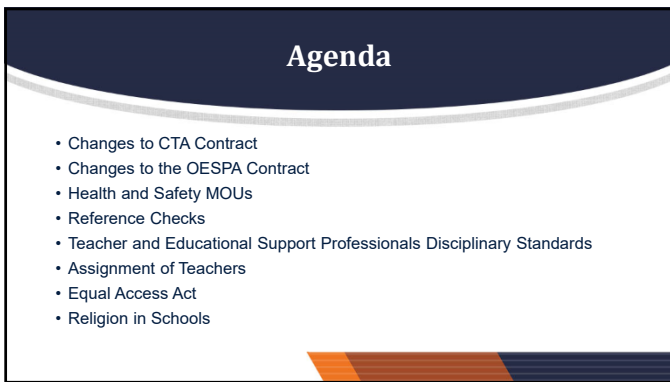 Agenda
• Changes to CTA Contract
• Changes to the OESPA Contract
• Health and Safety MOUs
• Reference Checks
• Teacher and Educational Support Professionals Disciplinary Standards
• Assignment of Teachers
• Equal Access Act
• Religion in Schools